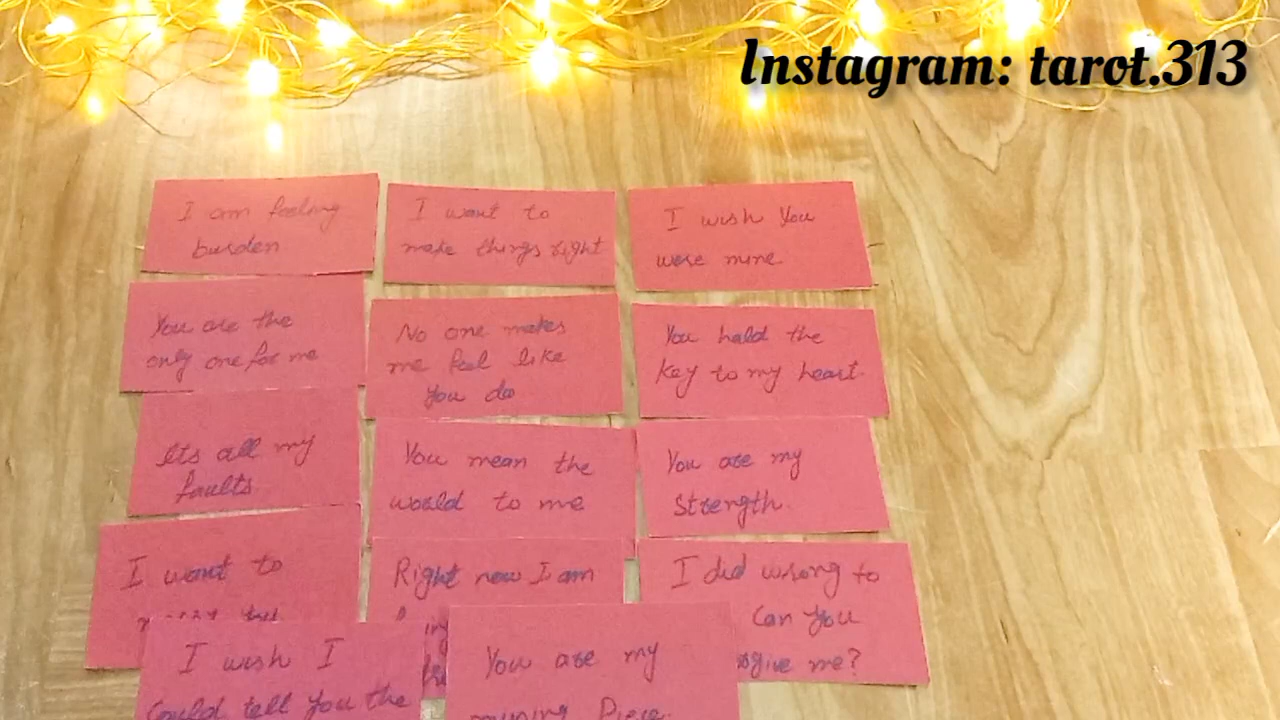 Instagram: tarot.313
I am feeling
burden
I want to
make things right
I wish You
were mine
You are the
only one for me
No one makes
me feel like
you do
You hold the
key to my heart.
Its all my
faults
You mean the
world to me
You are my
strength.
I want to
Right now I am
I did wrong to
Can you
me?
I wish I
Could tell you the
You are my
Piece.